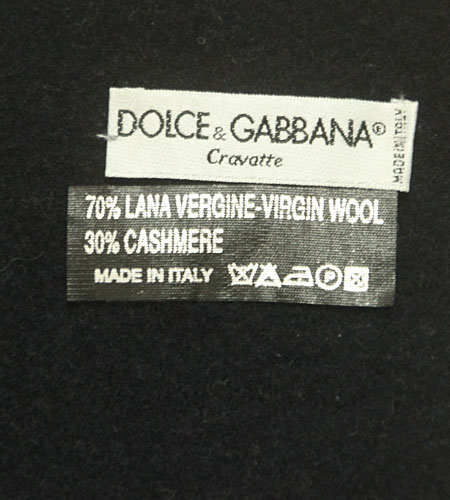 DOLCE & GABBANA®
Cravatte
MADE IN ITALY
70% LANA VERGINE-VIRGIN WOOL
30% CASHMERE
MADE IN ITALY P